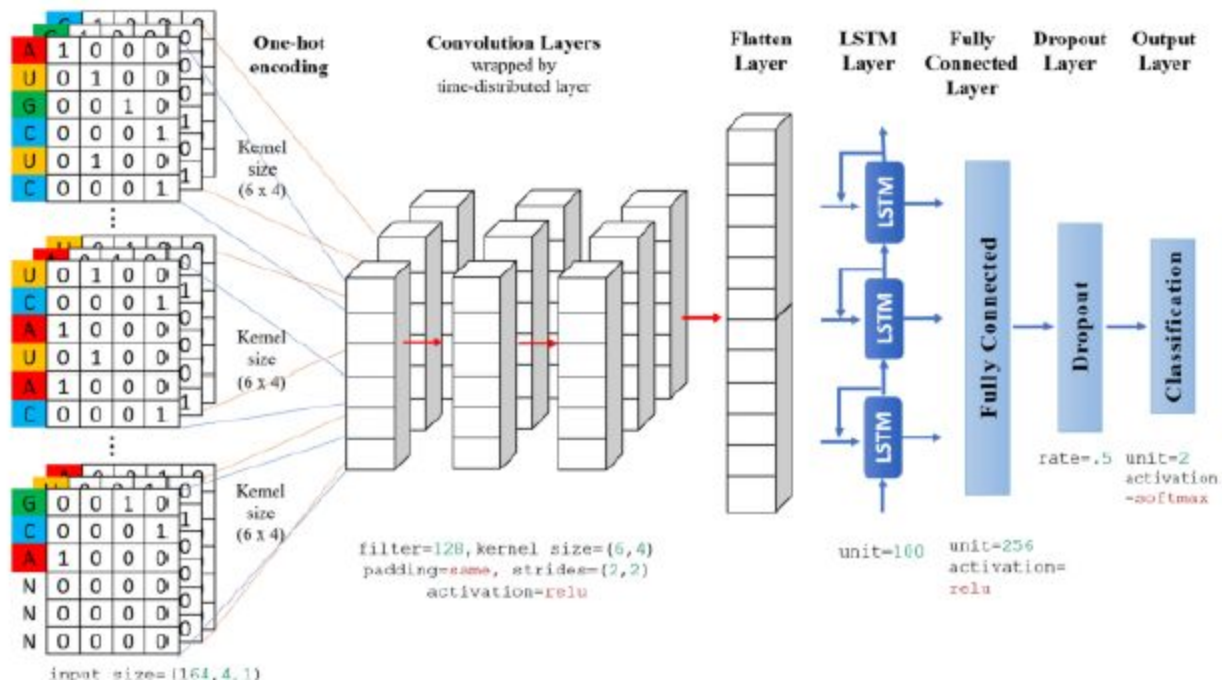 One-hot
encoding
Convolution Layers
wrapped by
time-distributed layer
Flatten
Layer
LSTM
Layer
Fully
Connected
Layer
Dropout
Layer
Output
Layer
A 1 0 0 0
U 0 1 0 0
G 0 0 1 0
C 0 0 0 1
U 0 1 0 0
C 0 0 0 1
Kernel
size
(6 x 4)
...
U 0 1 0 0
C 0 0 0 1
A 1 0 0 0
U 0 1 0 0
A 1 0 0 0
C 0 0 0 1
Kernel
size
(6 x 4)
...
G 0 0 1 0
C 0 0 0 1
A 1 0 0 0
N 0 0 0 0
N 0 0 0 0
N 0 0 0 0
Kernel
size
(6 x 4)
input size=(164,4,1)
filter=128,kernel size=(6,4)
padding=same, strides=(2,2)
activation=relu
LSTM
LSTM
LSTM
unit=100
Fully Connected
unit=256
activation=
relu
Dropout
rate=.5
Classification
unit=2
activation
=softmax